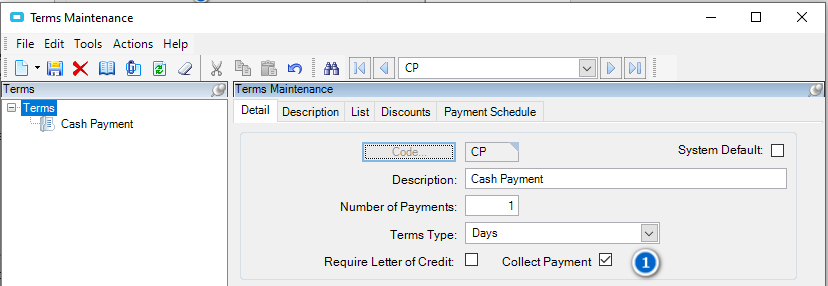 Terms Maintenance
File Edit Tools Actions Help
CP
Terms
Terms Maintenance
Terms
Cash Payment
Detail Description List Discounts Payment Schedule
Code... CP System Default:
Description: Cash Payment
Number of Payments: 1
Terms Type: Days
Require Letter of Credit: Collect Payment 1